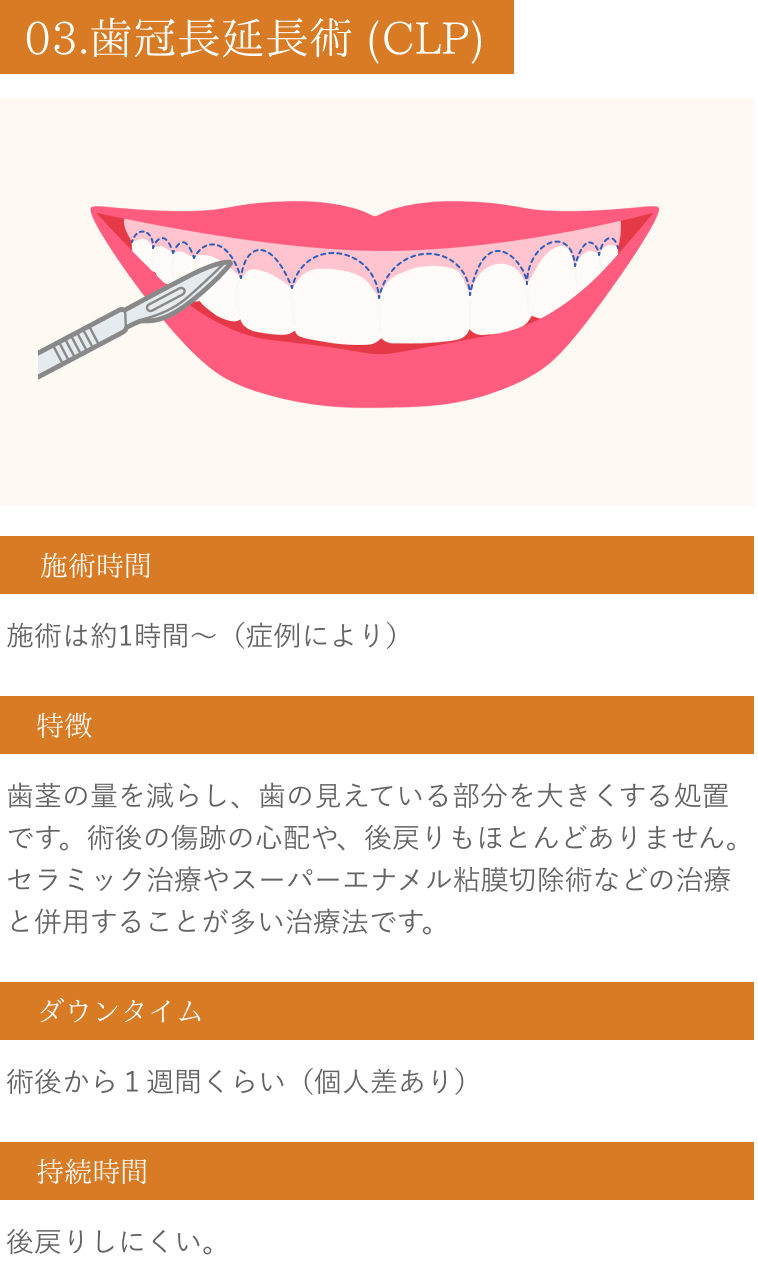 03.歯冠長延長術 (CLP)
施術時間
施術は約1時間～（症例により）
特徴
歯茎の量を減らし、歯の見えている部分を大きくする処置
です。術後の傷跡の心配や、後戻りもほとんどありません。
セラミック治療やスーパーエナメル粘膜切除術などの治療
と併用することが多い治療法です。
ダウンタイム
術後から１週間くらい（個人差あり）
持続時間
後戻りしにくい。